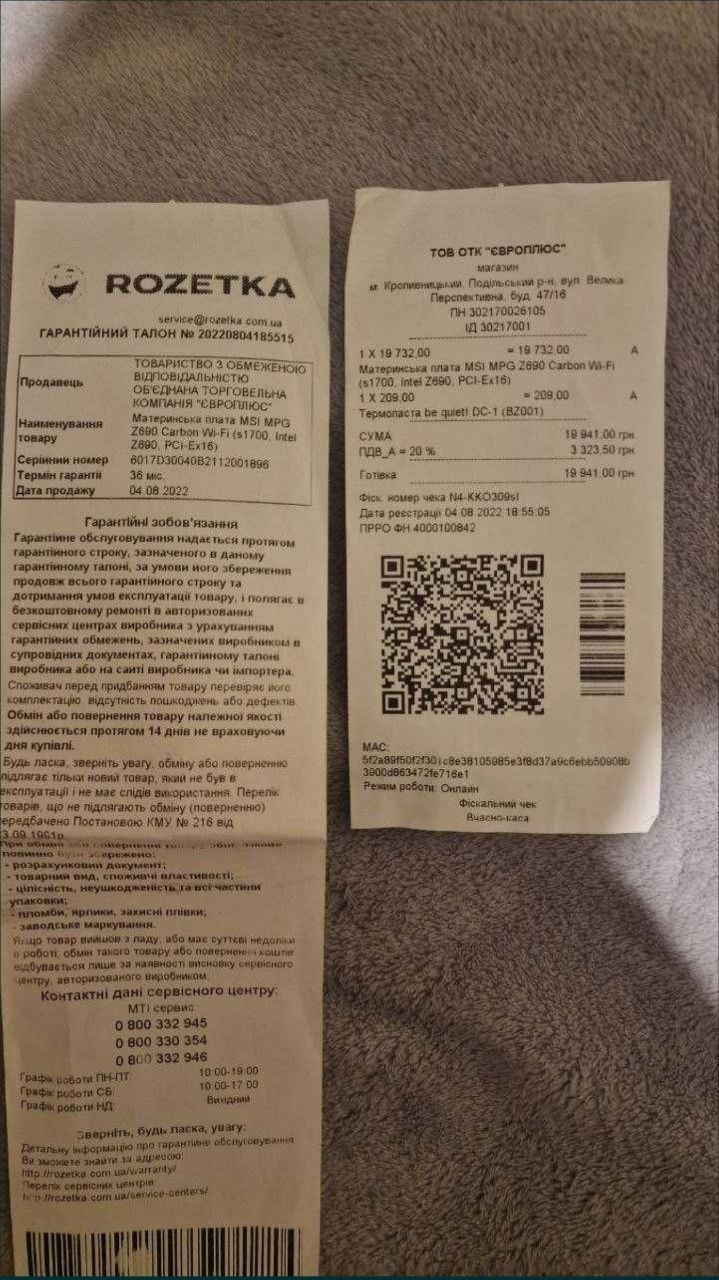 ROZETKA
service@rozetka.com.ua
ГАРАНТІЙНИЙ ТАЛОН № 20220804185515
Продавець
ТОВАРИСТВО З ОБМЕЖЕНОЮ
ВІДПОВІДАЛЬНІСТЮ
ОБ'ЄДНАНА ТОРГОВЕЛЬНА
КОМПАНІЯ "ЄВРОПЛЮС"
Найменування
товару
Материнська плата MSI MPG
Z690 Carbon Wi-Fi (s1700, Intel
Z690, PCI-Ex16)
Серійний номер 6017D30040B2112001896
Термін гарантії 36 міс.
Дата продажу 04.08.2022
Гарантійні зобов'язання
Гарантійне обслуговування надається протягом
гарантійного строку, зазначеного в даному
гарантійному талоні, за умови його збереження
продовж всього гарантійного строку та
дотримання умов експлуатації товару, і полягає в
безкоштовному ремонті в авторизованих
сервісних центрах виробника з урахуванням
гарантійних обмежень, зазначених виробником в
супровідних документах, гарантійному талоні
виробника або на сайті виробника чи імпортера.
Споживач перед придбанням товару перевіряє його
комплектацію відсутність пошкоджень або дефектів.
Обмін або повернення товару належної якості
здійснюється протягом 14 днів не враховуючи
дня купівлі.
Будь ласка, зверніть увагу, обміну або поверненню
підлягає тільки новий товар, який не був в
експлуатації і не має слідів використання. Перелік
товарів, що не підлягають обміну (поверненню)
передбачено Постановою КМУ № 216 від
При обміні або поверненні товару
повинно бути збережено:
- розрахунковий документ;
- товарний вид, споживчі властивості;
- цілісність, неушкодженість та всі частини
упаковки;
- пломби, ярлики, захисні плівки;
- заводське маркування.
Якщо товар вийшов з ладу, або має суттєві недоліки
в роботі, обмін такого товару або повернення коштів
відбувається лише за наявності висновку сервісного
центру, авторизованого виробником.
Контактні дані сервісного центру:
МТІ сервис
0 800 332 945
0 800 330 354
0 800 332 946
Графік роботи ПН-ПТ: 10:00-19:00
Графік роботи СБ: 10:00-17:00
Графік роботи НД: Вихідний
Зверніть, будь ласка, увагу:
Детальну інформацію про гарантійне обслуговування
Ви зможете знайти за адресою:
http://rozetka.com.ua/warranty/
Перелік сервісних центрів
http://rozetka.com.ua/service-centers/
ТОВ ОТК "ЄВРОПЛЮС"
магазин
м. Кропивницький, Подільський р-н, вул. Велика
Перспективна, буд. 47/16
ПН 302170026105
ІД 30217001
1 X 19 732,00 = 19 732,00 А
Материнська плата MSI MPG Z690 Carbon Wi-Fi
(s1700, Intel Z690, PCI-Ex16)
1 X 209,00 = 209,00 А
Термопаста be quiet! DC-1 (BZ001)
СУМА 19 941,00 грн
ПДВ_А = 20 % 3 323,50 грн
Готівка 19 941,00 грн
Фіск. номер чека N4-KKO309sI
Дата реєстрації 04.08.2022 18:55:05
ПРРО ФН 4000100842
MAC:
Режим роботи: Онлайн
Фіскальний чек
Вчасно-каса